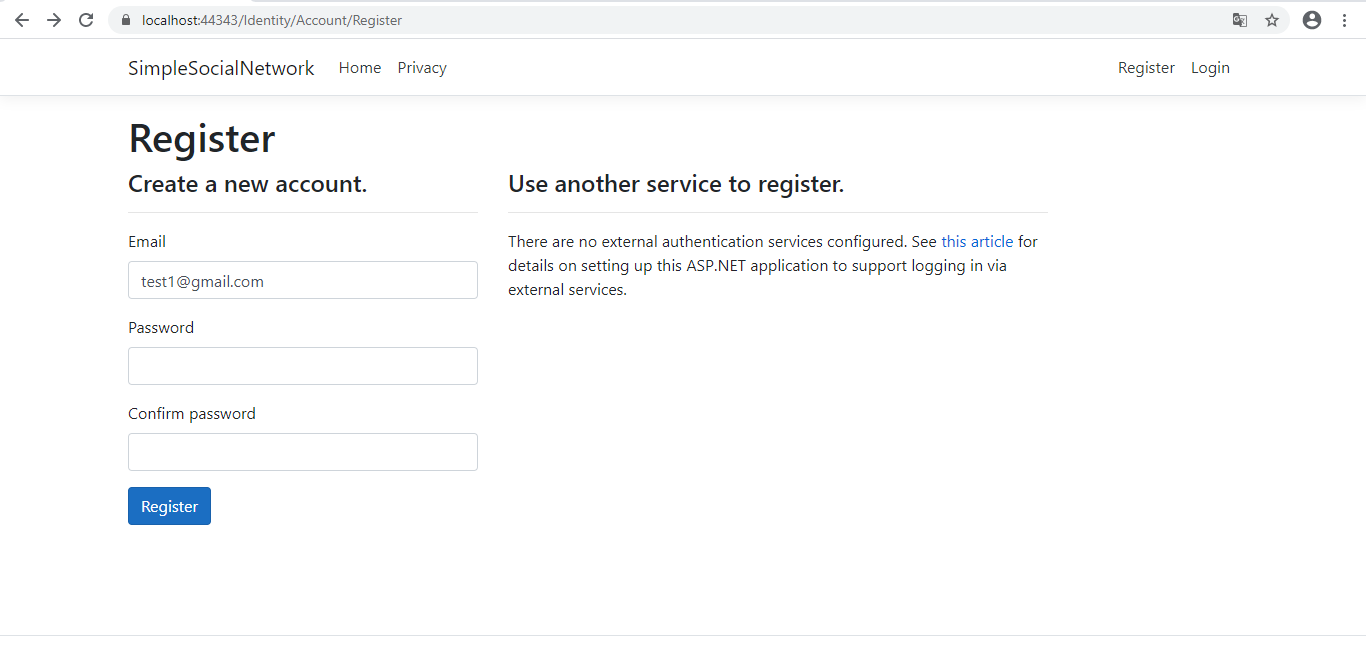 localhost:44343/Identity/Account/Register
SimpleSocialNetwork Home Privacy Register Login
Register
Create a new account.
Email
test1@gmail.com
Password
Confirm password
Register
Use another service to register.
There are no external authentication services configured. See this article for
details on setting up this ASP.NET application to support logging in via
external services.